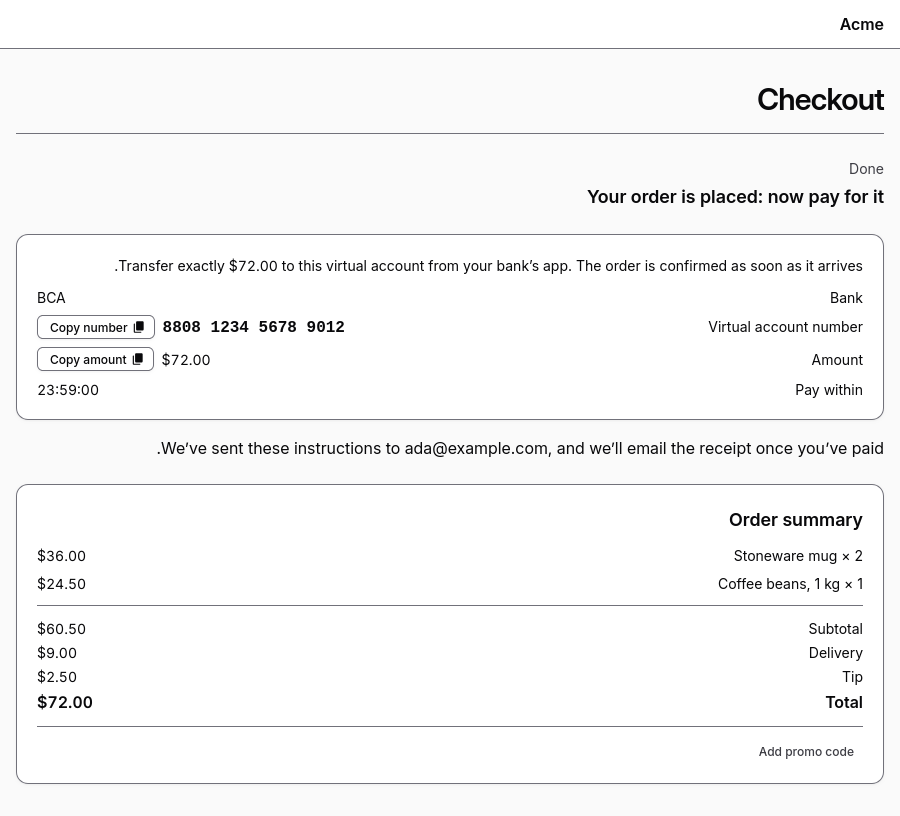 Acme
Checkout
Done
Your order is placed: now pay for it
Transfer exactly $72.00 to this virtual account from your bank’s app. The order is confirmed as soon as it arrives.
Bank BCA
Virtual account number 8808 1234 5678 9012 Copy number
Amount $72.00 Copy amount
Pay within 23:59:00
We’ve sent these instructions to ada@example.com, and we’ll email the receipt once you’ve paid.
Order summary
Stoneware mug × 2 $36.00
Coffee beans, 1 kg × 1 $24.50
Subtotal $60.50
Delivery $9.00
Tip $2.50
Total $72.00
Add promo code